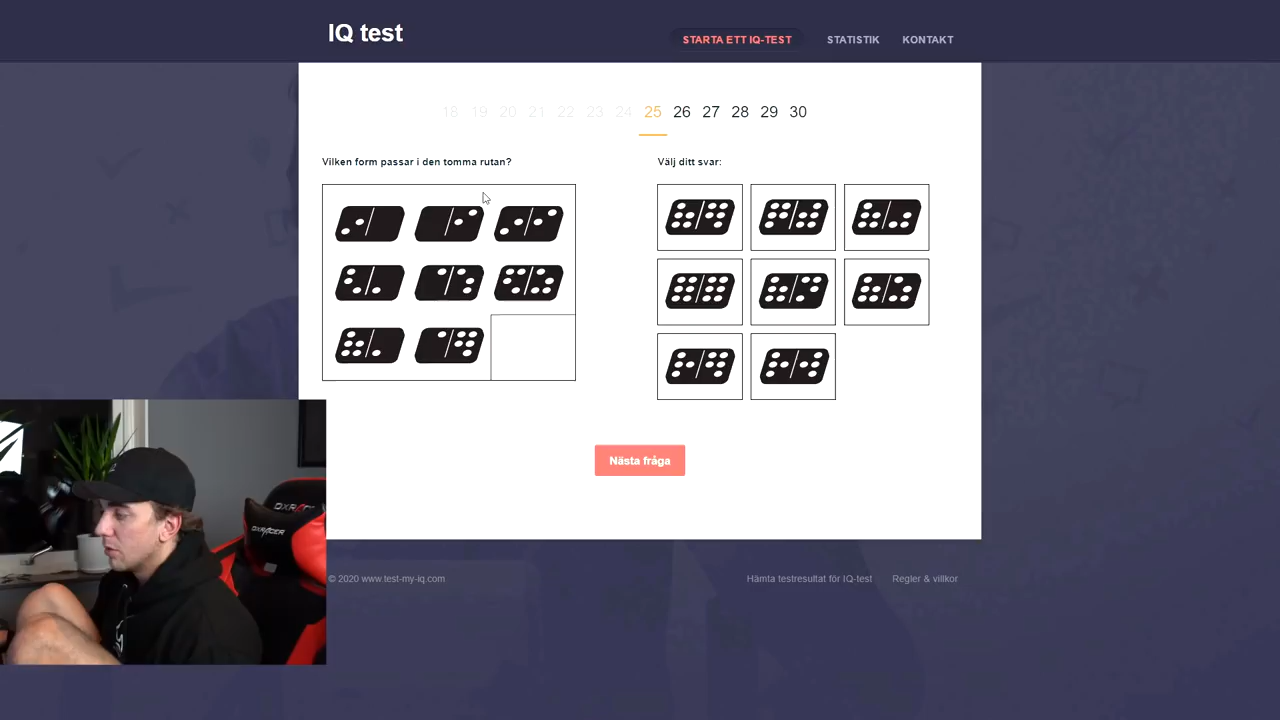 IQ test
STARTA ETT IQ-TEST STATISTIK KONTAKT
18 19 20 21 22 23 24 25 26 27 28 29 30
Vilken form passar i den tomma rutan?
Välj ditt svar:
Nästa fråga
DXRACER
© 2020 www.test-my-iq.com
Hämta testresultat för IQ-test Regler & villkor